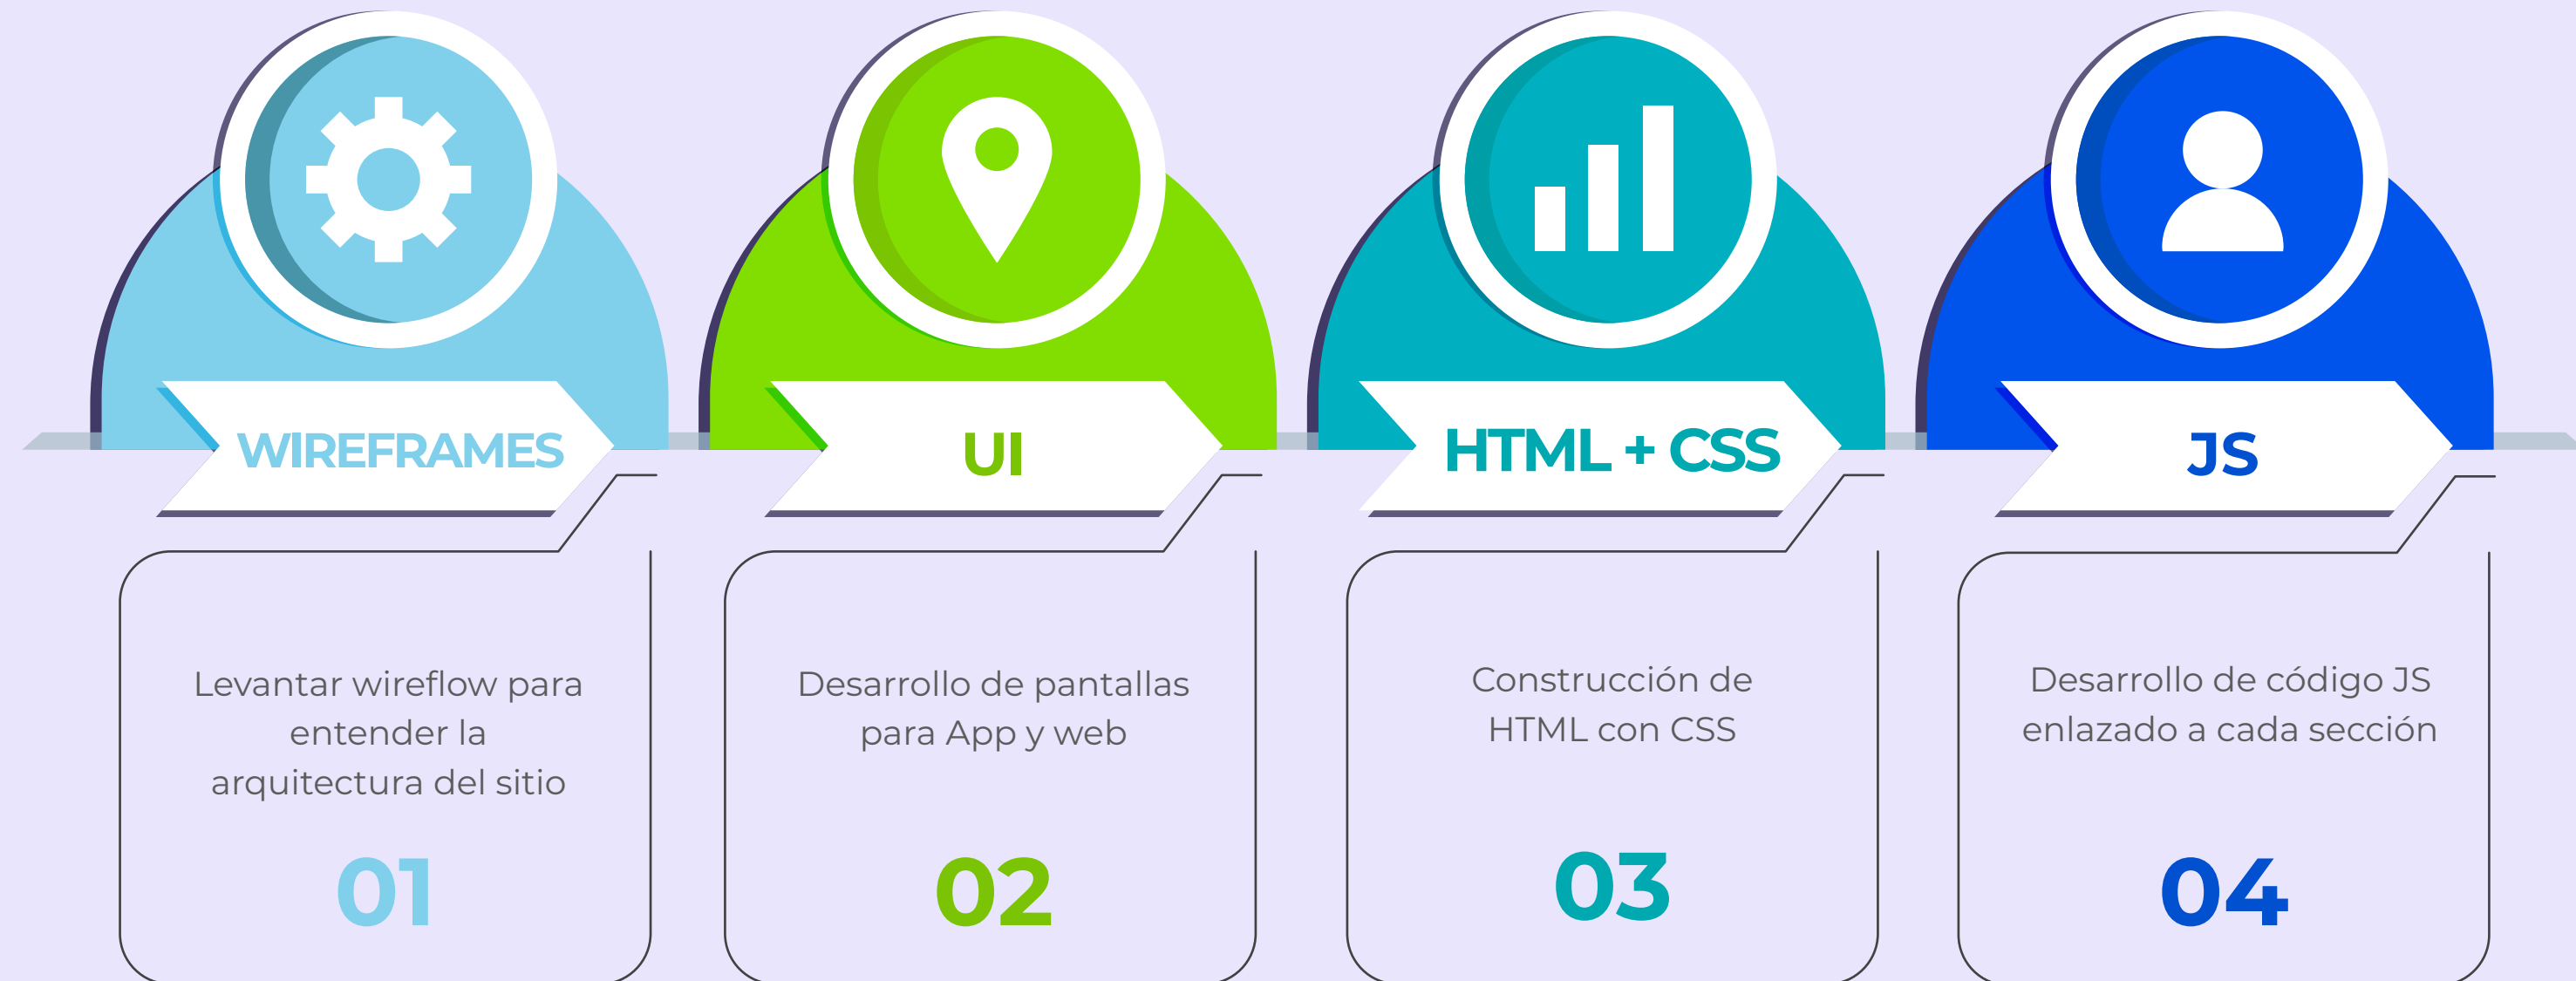 WIREFRAMES
Levantar wireflow para
entender la
arquitectura del sitio
01
UI
Desarrollo de pantallas
para App y web
02
HTML + CSS
Construcción de
HTML con CSS
03
JS
Desarrollo de código JS
enlazado a cada sección
04